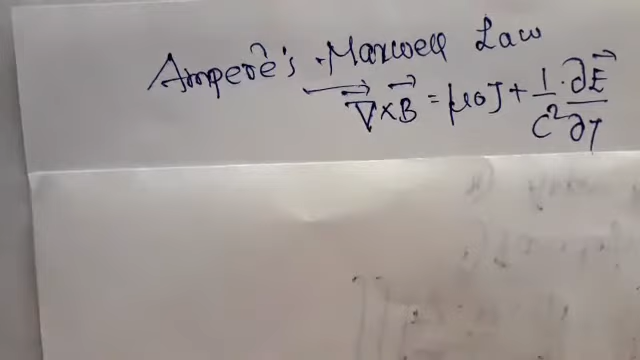 Ampere's Maxwell Law
∇×B = μ0J + 1/c² · ∂E/∂T